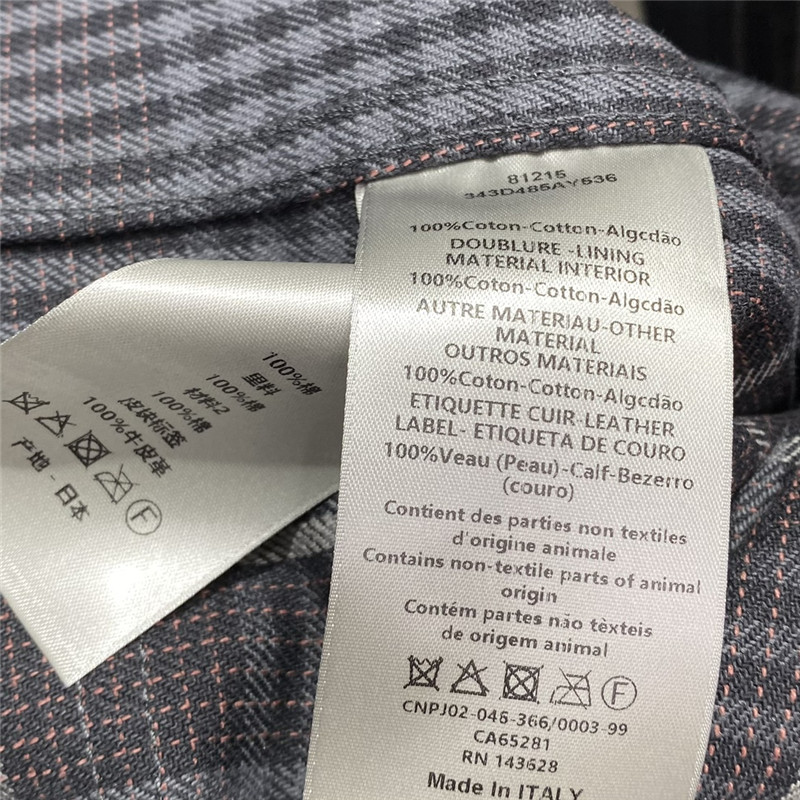 81215
343D485AY536
100%Coton-Cotton-Algcdão
DOUBLURE -LINING
MATERIAL INTERIOR
100%Coton-Cotton-Algcdão
AUTRE MATERIAU-OTHER
MATERIAL
OUTROS MATERIAIS
100%Coton-Cotton-Algcdão
ETIQUETTE CUIR-LEATHER
LABEL- ETIQUETA DE COURO
100%Veau (Peau)-Calf-Bezerro
(couro)
Contient des parties non textiles
d'origine animale
Contains non-textile parts of animal
origin
Contém partes não tèxteis
de origem animal
F
CNPJ02-046-366/0003-99
CA65281
RN 143628
Made In ITALY
100%棉
里料
100%棉
材料2
100%棉
皮块标签
100%牛皮革
F
产地 - 日本